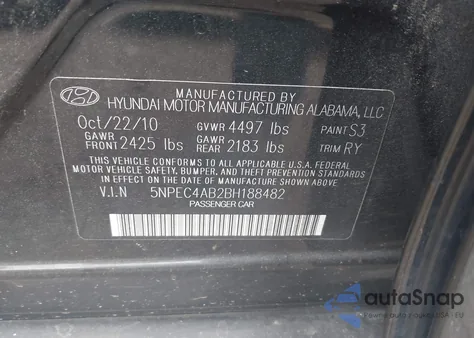 MANUFACTURED BY
HYUNDAI MOTOR MANUFACTURING ALABAMA, LLC
Oct/22/10 GVWR 4497 lbs PAINT S3
GAWR FRONT 2425 lbs GAWR REAR 2183 lbs TRIM RY
THIS VEHICLE CONFORMS TO ALL APPLICABLE U.S.A. FEDERAL
MOTOR VEHICLE SAFETY, BUMPER, AND THEFT PREVENTION STANDARDS
IN EFFECT ON THE DATE OF MANUFACTURE SHOWN ABOVE.
V.I.N 5NPEC4AB2BH188482
PASSENGER CAR
autoSnap